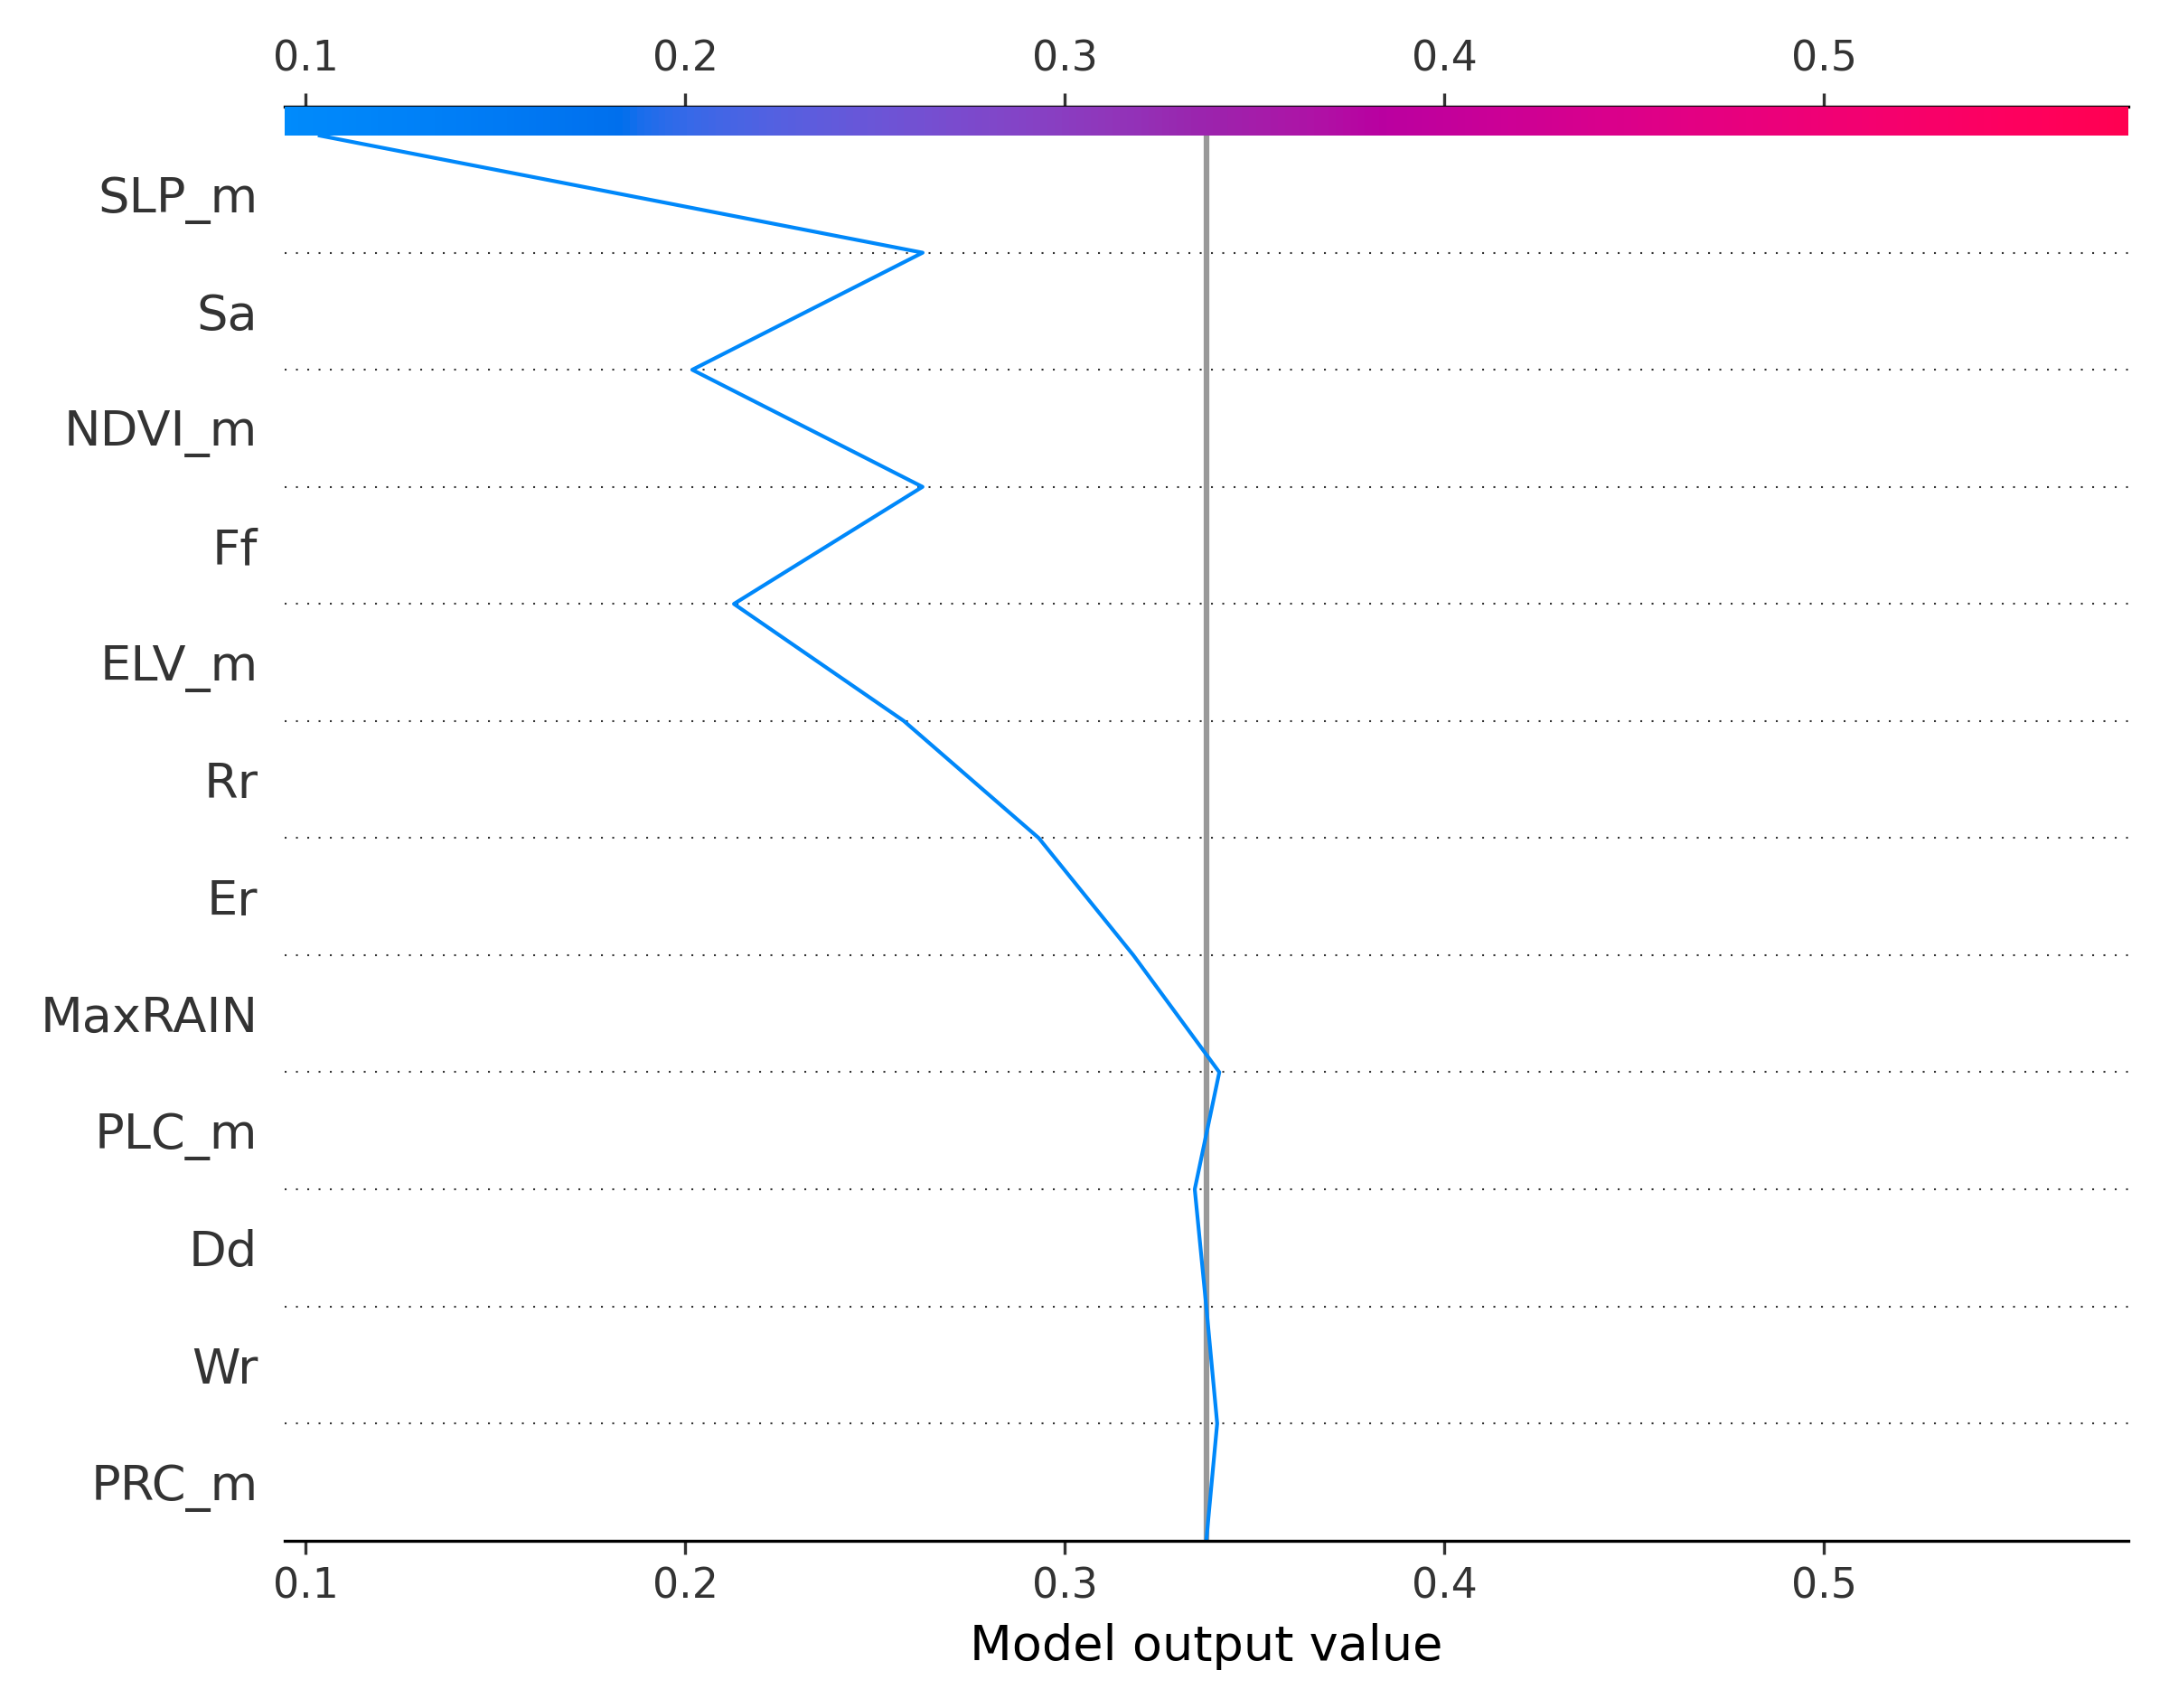 0.1 0.2 0.3 0.4 0.5
SLP_m
Sa
NDVI_m
Ff
ELV_m
Rr
Er
MaxRAIN
PLC_m
Dd
Wr
PRC_m
0.1 0.2 0.3 0.4 0.5
Model output value